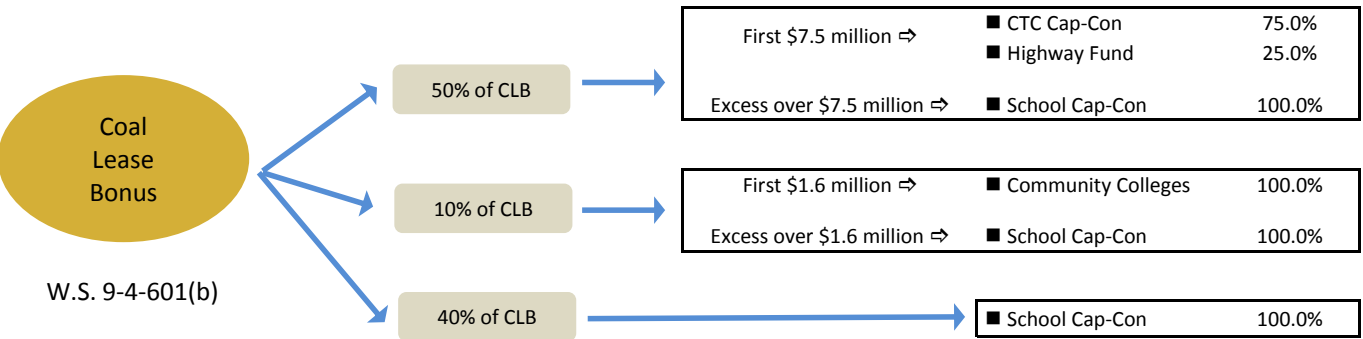 Coal
Lease
Bonus
W.S. 9-4-601(b)
50% of CLB
First $7.5 million ⇨ ■ CTC Cap-Con 75.0%
■ Highway Fund 25.0%
Excess over $7.5 million ⇨ ■ School Cap-Con 100.0%
10% of CLB
First $1.6 million ⇨ ■ Community Colleges 100.0%
Excess over $1.6 million ⇨ ■ School Cap-Con 100.0%
40% of CLB
■ School Cap-Con 100.0%